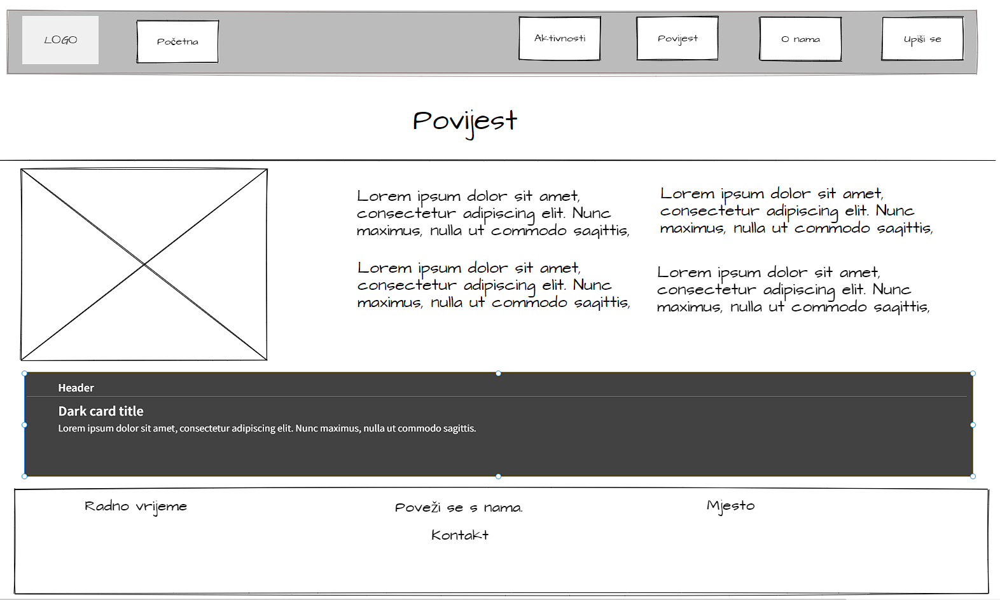 LOGO
Početna
Aktivnosti
Povijest
O nama
Upiši se
Povijest
Lorem ipsum dolor sit amet,
consectetur adipiscing elit. Nunc
maximus, nulla ut commodo sagittis,
Lorem ipsum dolor sit amet,
consectetur adipiscing elit. Nunc
maximus, nulla ut commodo sagittis,
Lorem ipsum dolor sit amet,
consectetur adipiscing elit. Nunc
maximus, nulla ut commodo sagittis,
Lorem ipsum dolor sit amet,
consectetur adipiscing elit. Nunc
maximus, nulla ut commodo sagittis,
Header
Dark card title
Lorem ipsum dolor sit amet, consectetur adipiscing elit. Nunc maximus, nulla ut commodo sagittis.
Radno vrijeme
Poveži se s nama.
Kontakt
Mjesto